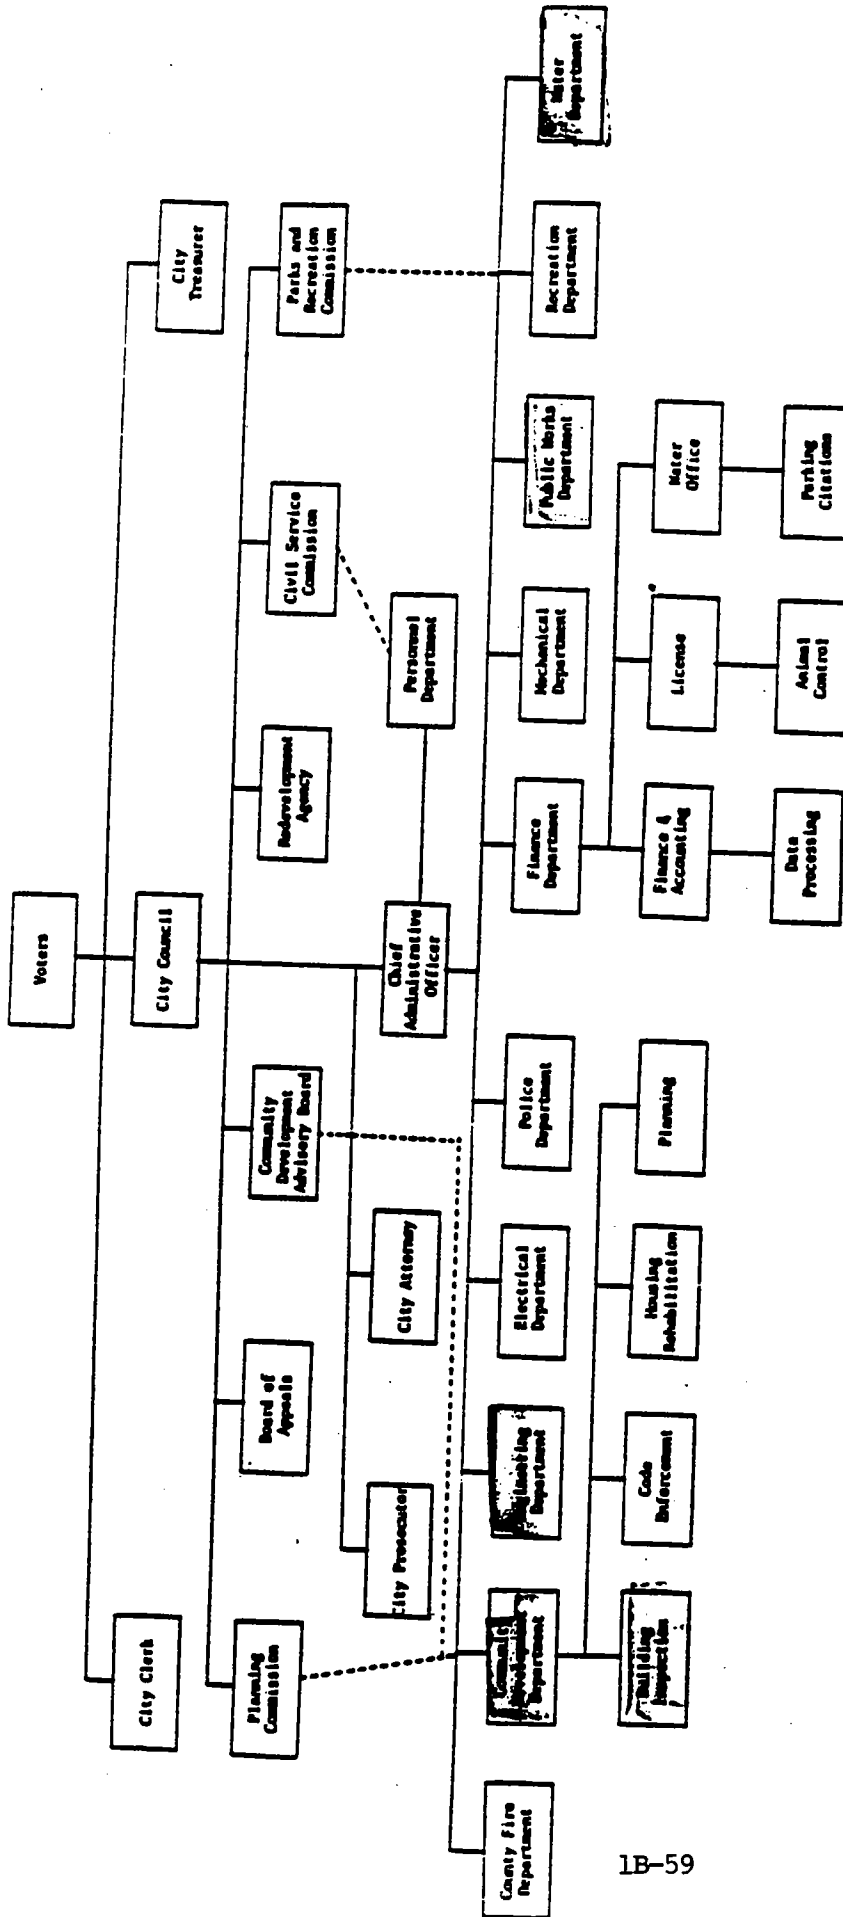 Voters
City Clerk
City Council
City
Treasurer
Planning
Commission
Board of
Appeals
Community
Development
Advisory Board
Redevelopment
Agency
Civil Service
Commission
Parks and
Recreation
Commission
City Prosecutor
City Attorney
Chief
Administrative
Officer
Personnel
Department
County Fire
Department
Community
Development
Department
Engineering
Department
Electrical
Department
Police
Department
Finance
Department
Mechanical
Department
Public Works
Department
Recreation
Department
Water
Department
Building
Inspection
Code
Enforcement
Housing
Rehabilitation
Planning
Finance &
Accounting
License
Water
Office
Data
Processing
Animal
Control
Parking
Citations
1B-59